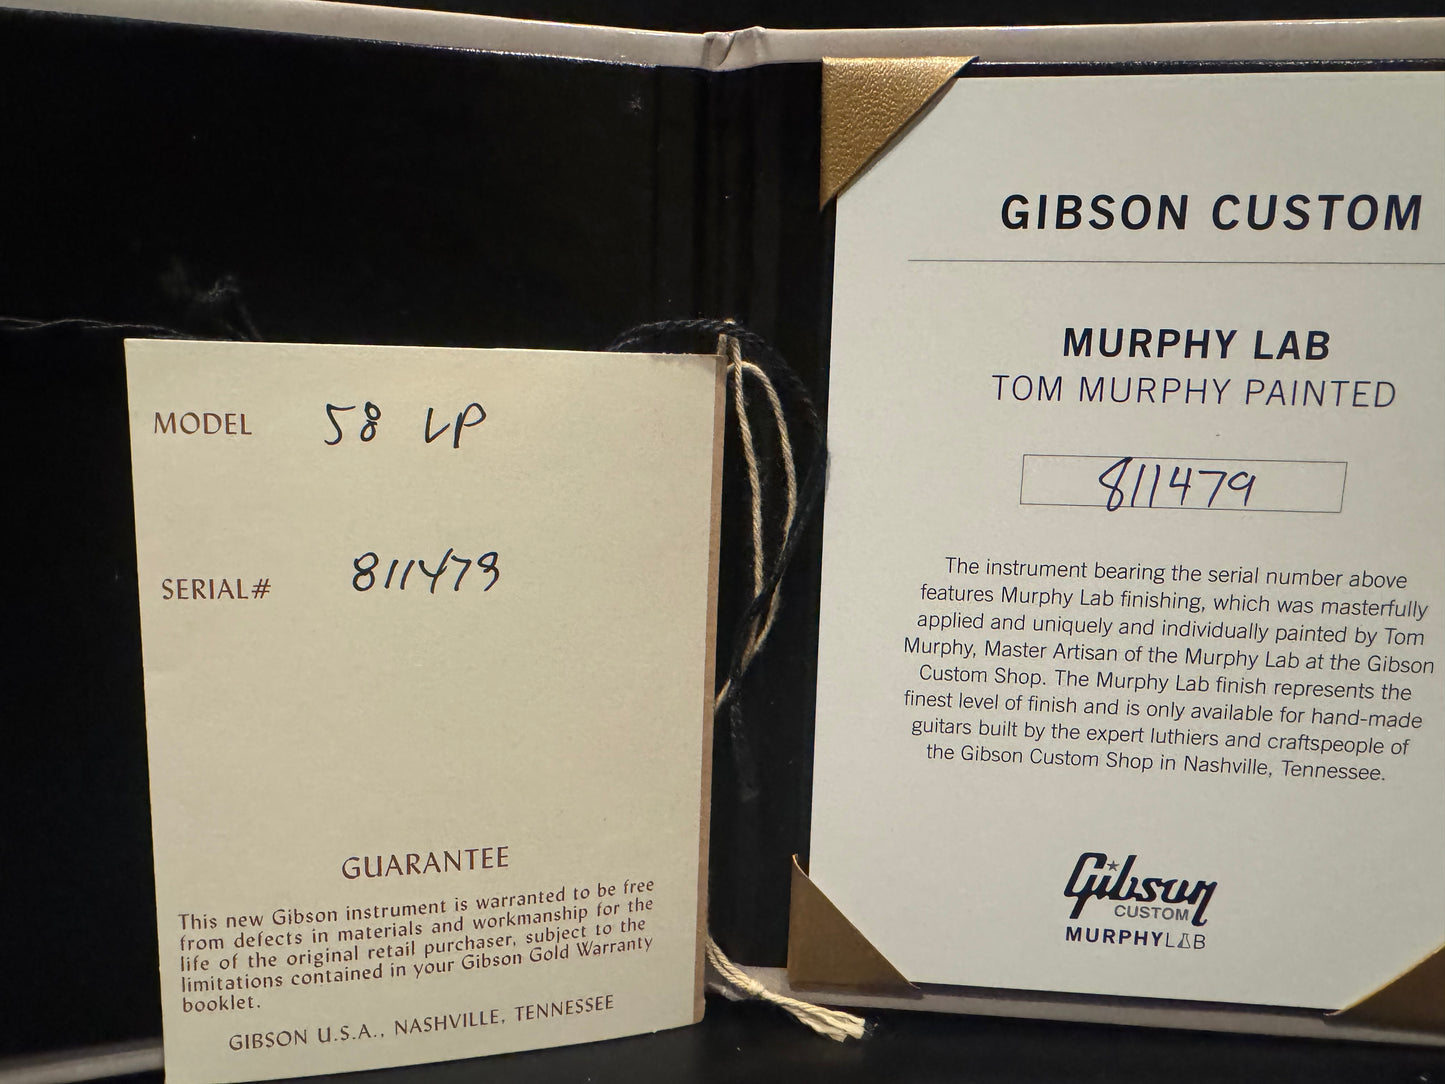 MODEL 58 LP
SERIAL# 811479
GUARANTEE
This new Gibson instrument is warranted to be free
from defects in materials and workmanship for the
life of the original retail purchaser, subject to the
limitations contained in your Gibson Gold Warranty
booklet.
GIBSON U.S.A., NASHVILLE, TENNESSEE
GIBSON CUSTOM
MURPHY LAB
TOM MURPHY PAINTED
811479
The instrument bearing the serial number above
features Murphy Lab finishing, which was masterfully
applied and uniquely and individually painted by Tom
Murphy, Master Artisan of the Murphy Lab at the Gibson
Custom Shop. The Murphy Lab finish represents the
finest level of finish and is only available for hand-made
guitars built by the expert luthiers and craftspeople of
the Gibson Custom Shop in Nashville, Tennessee.
Gibson
CUSTOM
MURPHYLAB